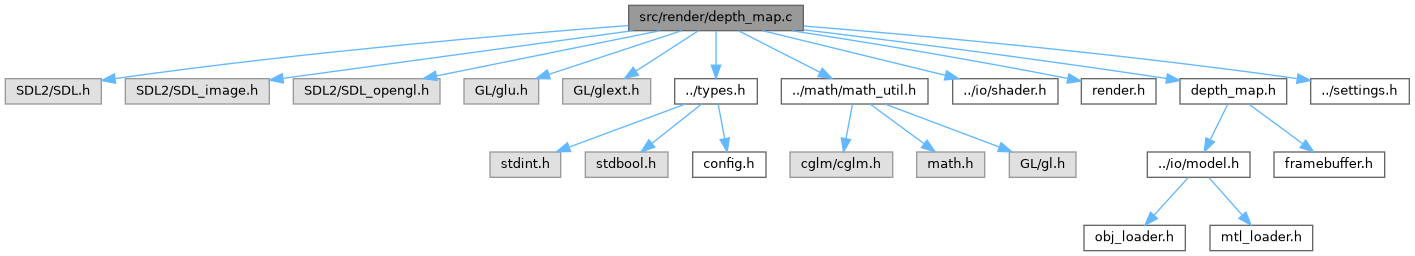 src/render/depth_map.c
SDL2/SDL.h
SDL2/SDL_image.h
SDL2/SDL_opengl.h
GL/glu.h
GL/glext.h
../types.h
../math/math_util.h
../io/shader.h
render.h
depth_map.h
../settings.h
stdint.h
stdbool.h
config.h
cglm/cglm.h
math.h
GL/gl.h
../io/model.h
framebuffer.h
obj_loader.h
mtl_loader.h